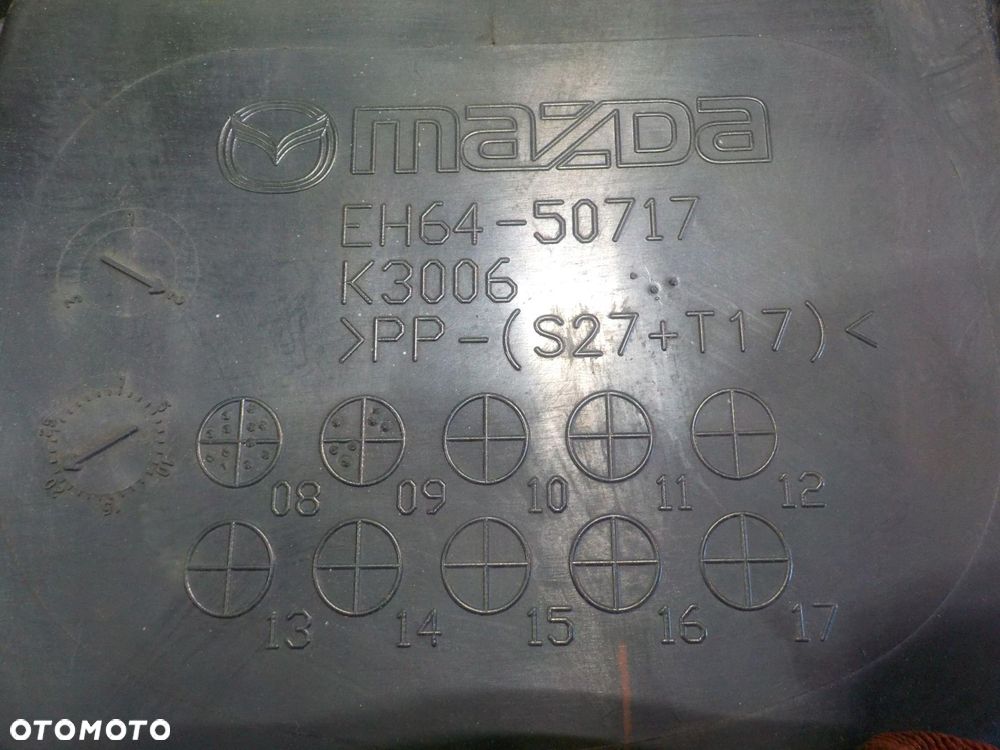 mazda
EH64-50717
K3006
>PP-(S27+T17)<
08 09 10 11 12
13 14 15 16 17
OTOMOTO